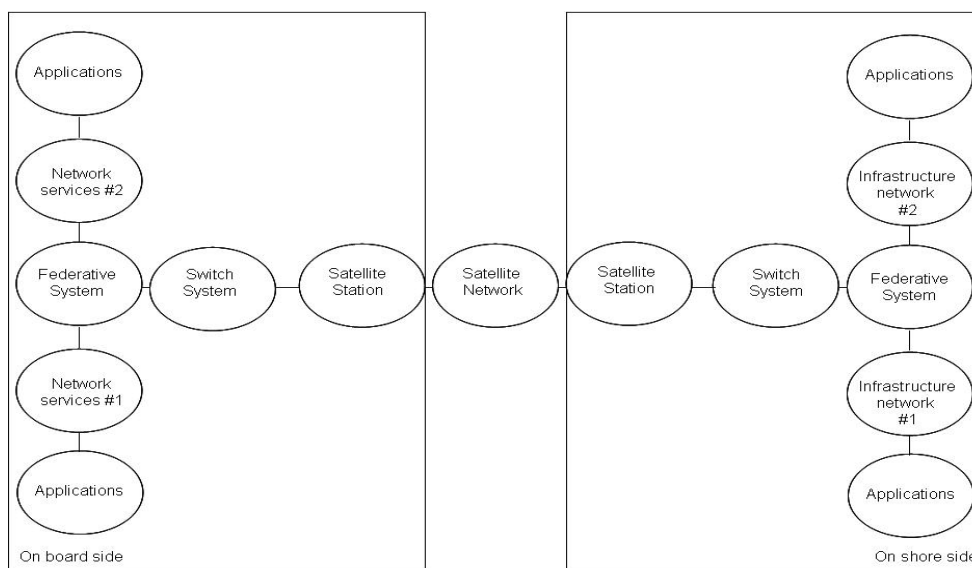 Applications
Network
services #2
Federative
System
Network
services #1
Applications
On board side
Switch
System
Satellite
Station
Satellite
Network
Satellite
Station
Switch
System
Applications
Infrastructure
network
#2
Federative
System
Infrastructure
network
#1
Applications
On shore side